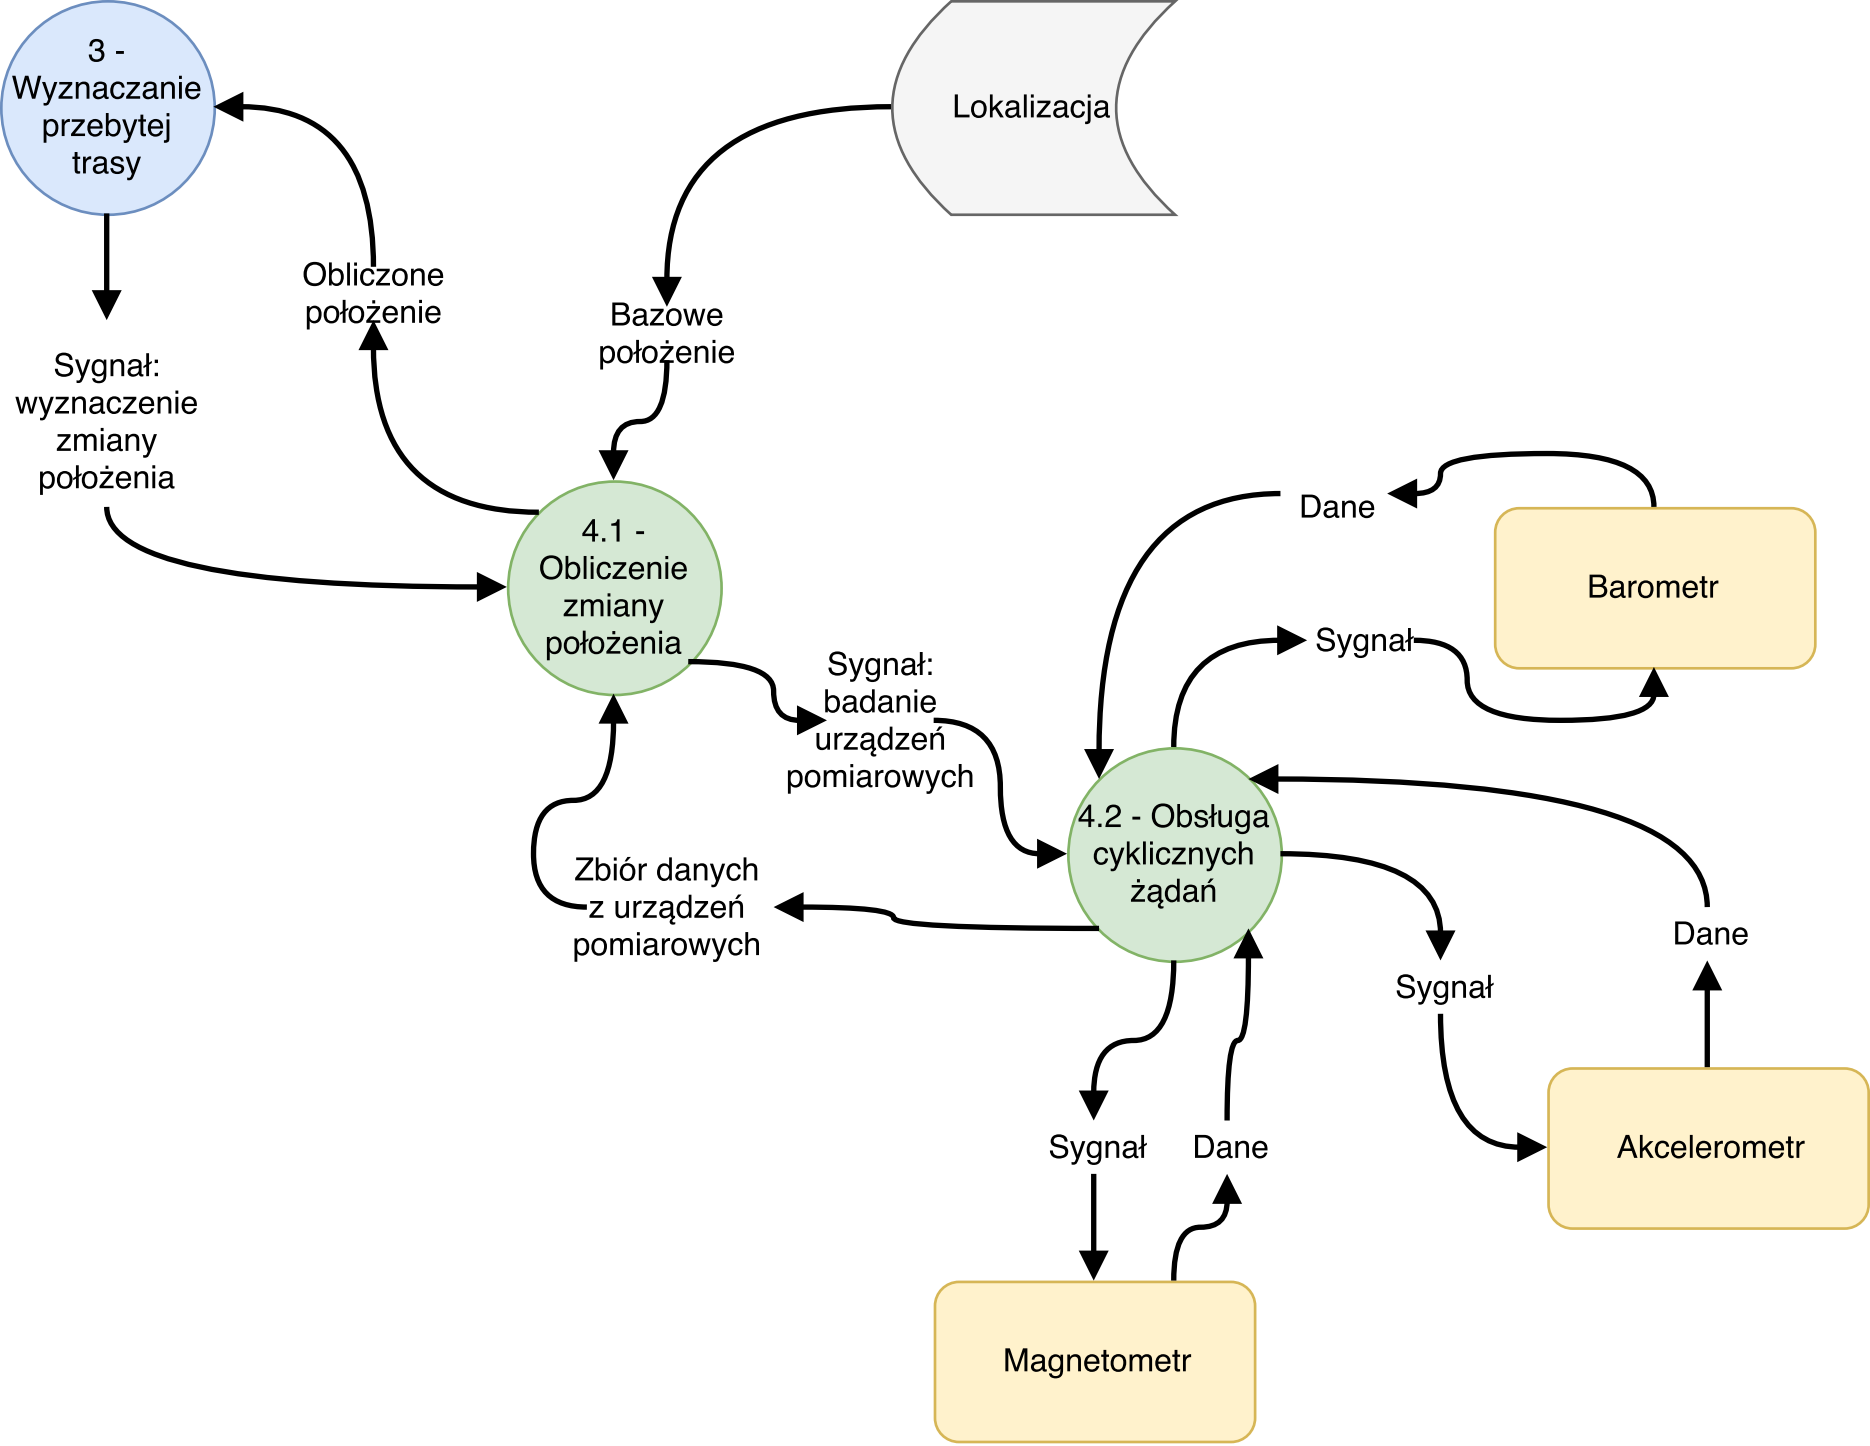 3 -
Wyznaczanie
przebytej
trasy
Lokalizacja
Obliczone
położenie
Bazowe
położenie
Sygnał:
wyznaczenie
zmiany
położenia
4.1 -
Obliczenie
zmiany
położenia
Dane
Barometr
Sygnał
Sygnał:
badanie
urządzeń
pomiarowych
4.2 - Obsługa
cyklicznych
żądań
Zbiór danych
z urządzeń
pomiarowych
Dane
Sygnał
Sygnał
Dane
Akcelerometr
Magnetometr